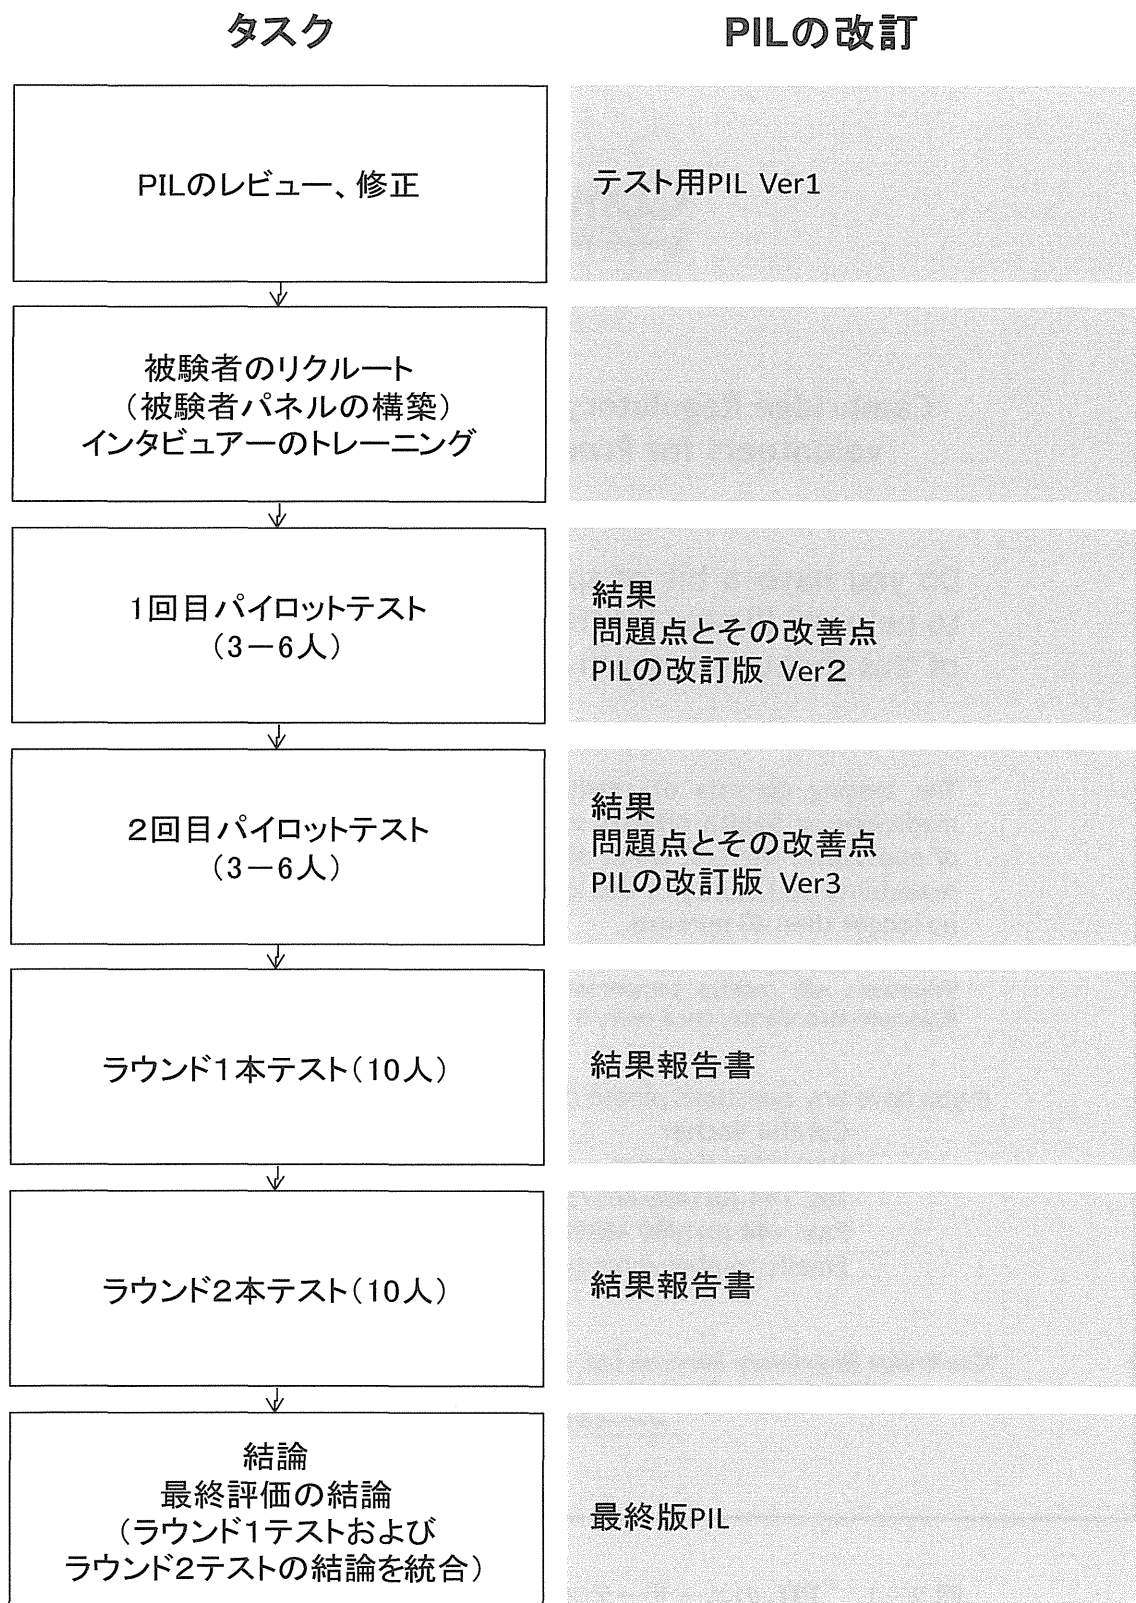 タスク
PILの改訂
PILのレビュー、修正
テスト用PIL Ver1
被験者のリクルート
（被験者パネルの構築）
インタビュアーのトレーニング
1回目パイロットテスト
（3－6人）
結果
問題点とその改善点
PILの改訂版 Ver２
２回目パイロットテスト
（3－6人）
結果
問題点とその改善点
PILの改訂版 Ver3
ラウンド１本テスト（10人）
結果報告書
ラウンド２本テスト（10人）
結果報告書
結論
最終評価の結論
（ラウンド１テストおよび
ラウンド２テストの結論を統合）
最終版PIL